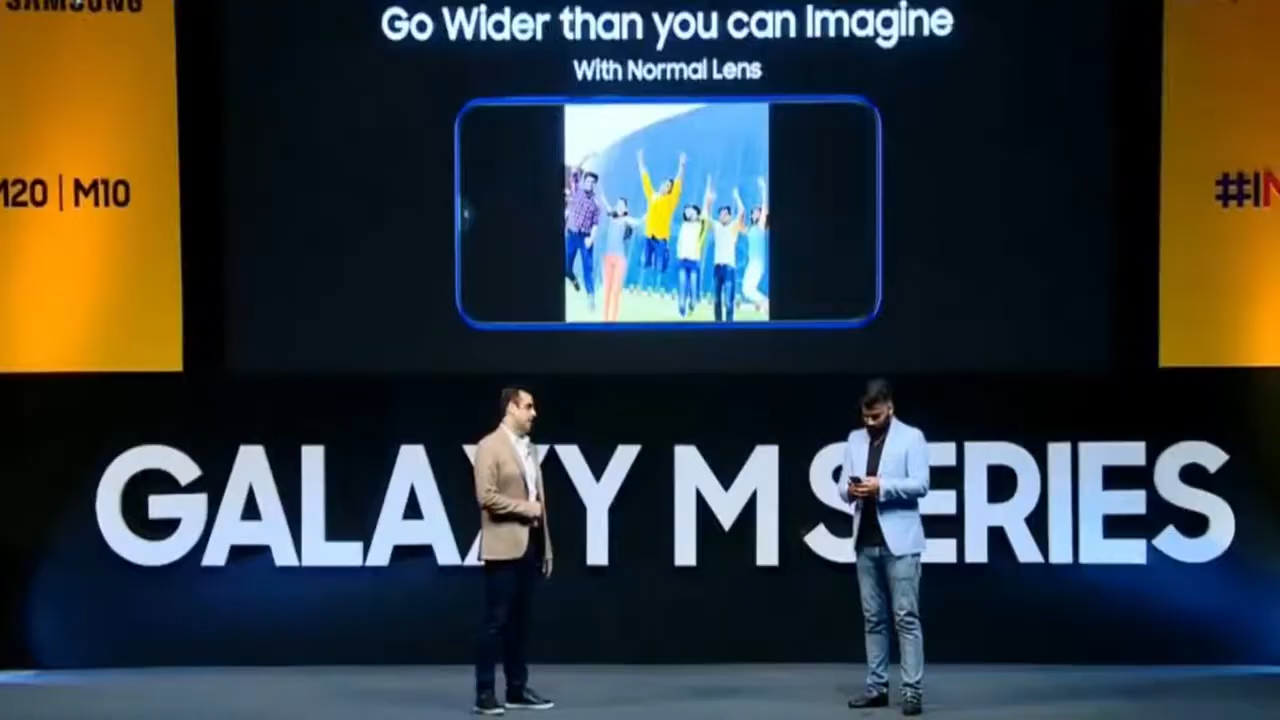 SAMSUNG
Go Wider than you can Imagine
With Normal Lens
M20 | M10
#IN
GALAXY M SERIES